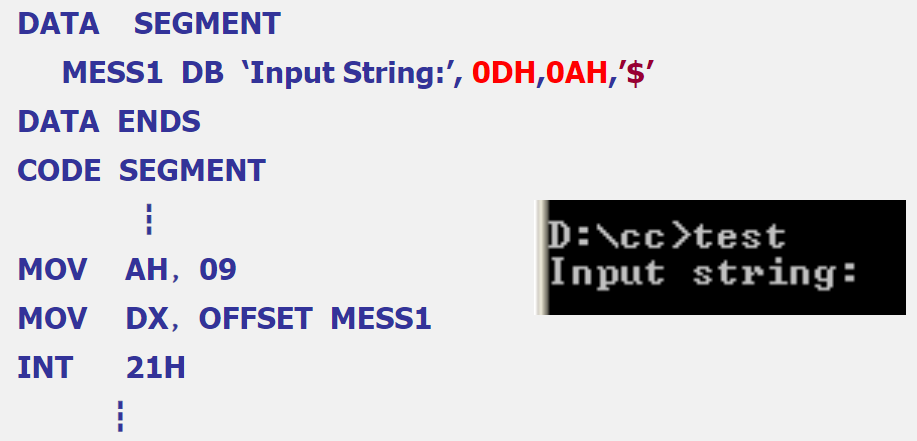 DATA SEGMENT
MESS1 DB ‘Input String:’, 0DH,0AH,’$’
DATA ENDS
CODE SEGMENT
⋮
MOV AH，09
MOV DX，OFFSET MESS1
INT 21H
⋮
D:\cc>test
Input string: